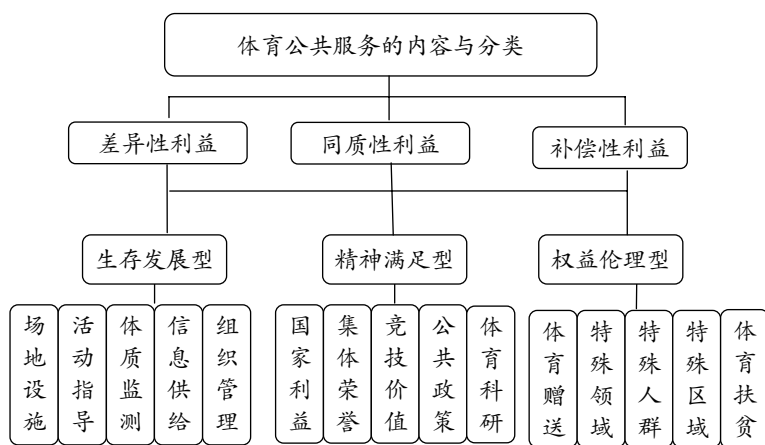 体育公共服务的内容与分类
差异性利益
同质性利益
补偿性利益
生存发展型
精神满足型
权益伦理型
场地设施
活动指导
体质监测
信息供给
组织管理
国家利益
集体荣誉
竞技价值
公共政策
体育科研
体育赠送
特殊领域
特殊人群
特殊区域
体育扶贫